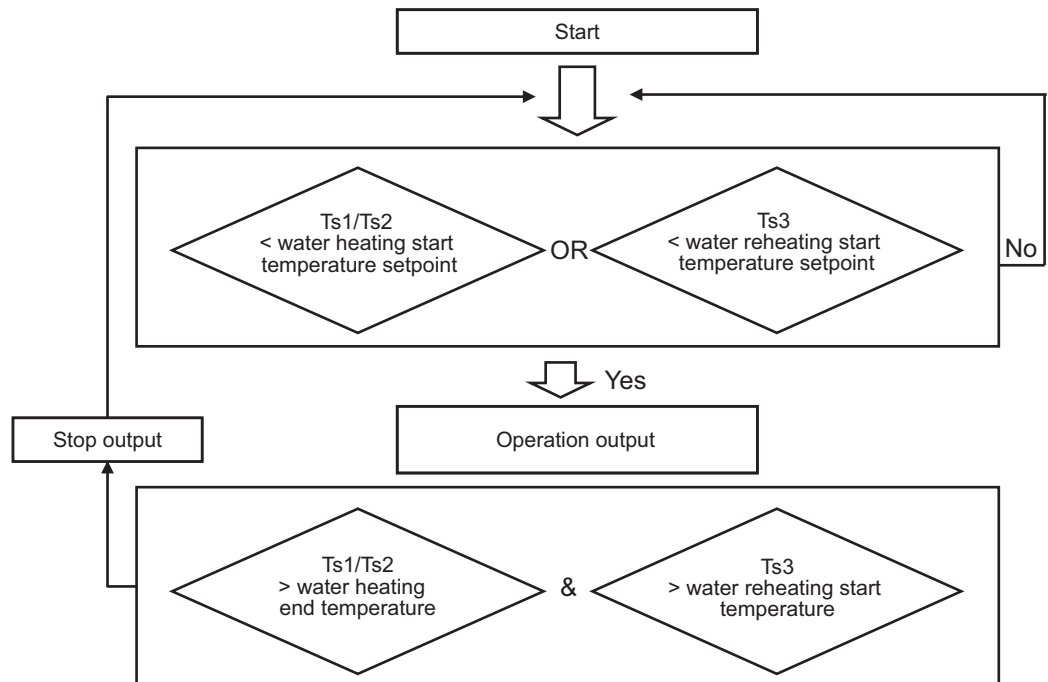 Start
Ts1/Ts2
< water heating start
temperature setpoint
OR
Ts3
< water reheating start
temperature setpoint
No
Yes
Stop output
Operation output
Ts1/Ts2
> water heating
end temperature
&
Ts3
> water reheating start
temperature